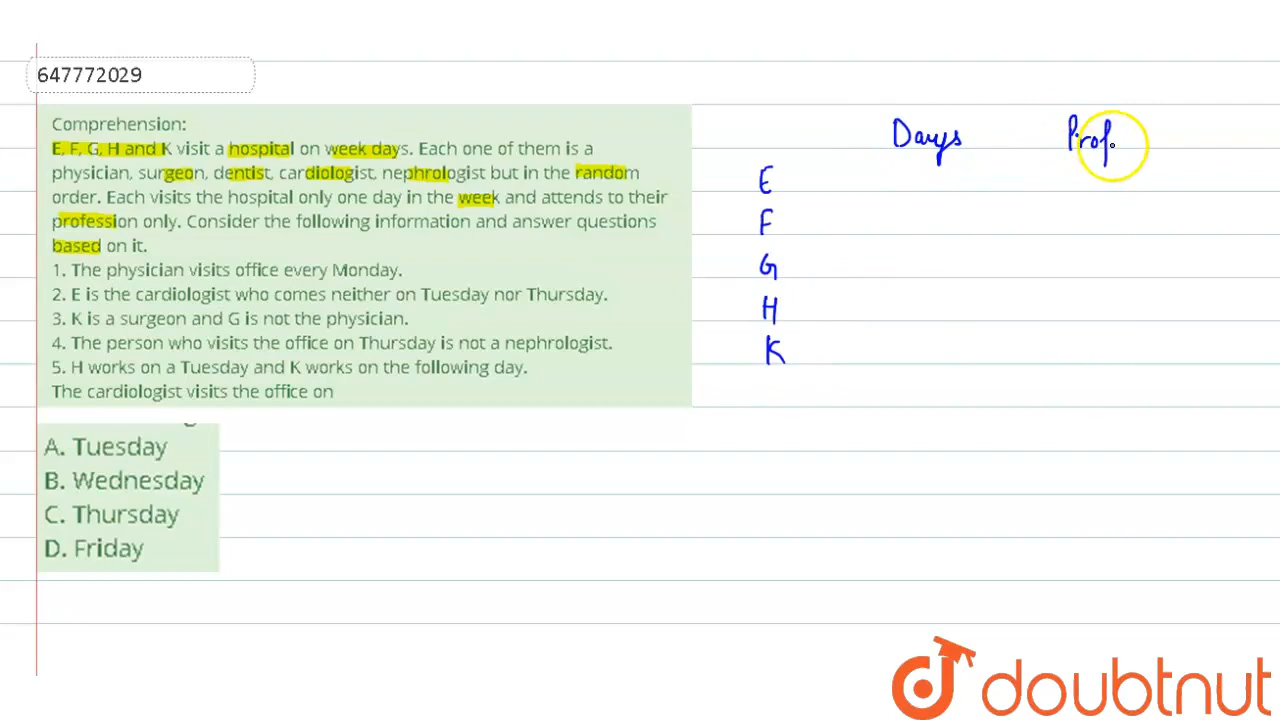 647772029
Comprehension:
E, F, G, H and K visit a hospital on week days. Each one of them is a
physician, surgeon, dentist, cardiologist, nephrologist but in the random
order. Each visits the hospital only one day in the week and attends to their
profession only. Consider the following information and answer questions
based on it.
1. The physician visits office every Monday.
2. E is the cardiologist who comes neither on Tuesday nor Thursday.
3. K is a surgeon and G is not the physician.
4. The person who visits the office on Thursday is not a nephrologist.
5. H works on a Tuesday and K works on the following day.
The cardiologist visits the office on
A. Tuesday
B. Wednesday
C. Thursday
D. Friday
Days Prof.
E
F
G
H
K
doubtnut